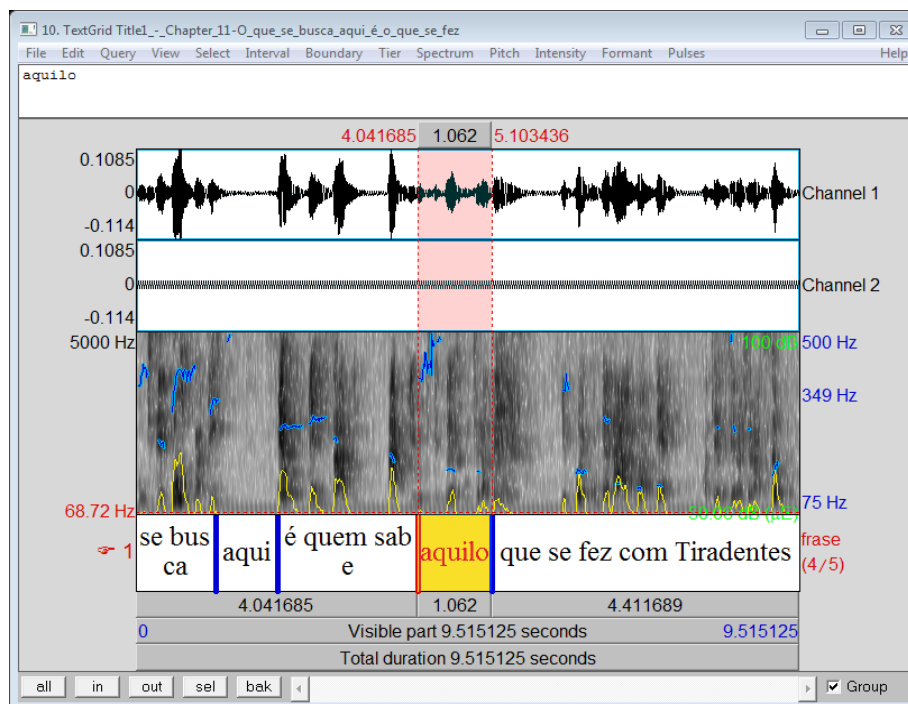 10. TextGrid Title1_-_Chapter_11-O_que_se_busca_aqui_é_o_que_se_fez
File Edit Query View Select Interval Boundary Tier Spectrum Pitch Intensity Formant Pulses Help
aquilo
4.041685 1.062 5.103436
0.1085
0
-0.114
Channel 1
0.1085
0
-0.114
Channel 2
5000 Hz 100 dB 500 Hz
349 Hz
68.72 Hz 75 Hz
50.00 dB (µE)
1
se bus
ca
aqui
é quem sab
e
aquilo
que se fez com Tiradentes
frase
(4/5)
4.041685 1.062 4.411689
0 Visible part 9.515125 seconds 9.515125
Total duration 9.515125 seconds
all in out sel bak Group